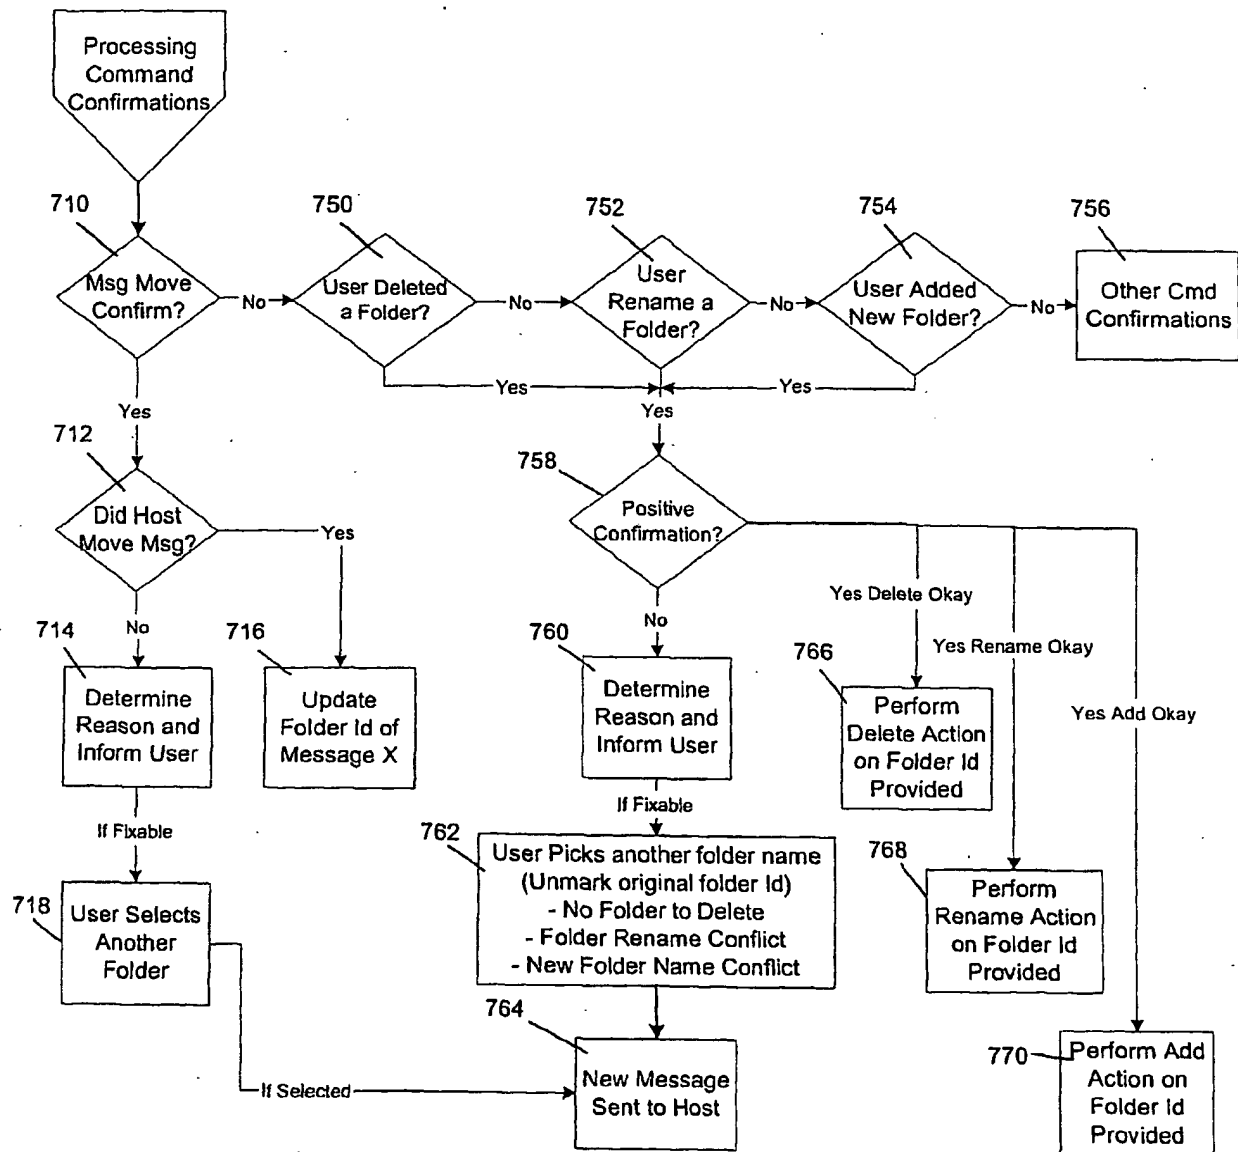 Processing
Command
Confirmations
710
750
752
754
756
Msg Move
Confirm?
No
User Deleted
a Folder?
No
User
Rename a
Folder?
No
User Added
New Folder?
No
Other Cmd
Confirmations
Yes
Yes
Yes
Yes
712
Did Host
Move Msg?
Yes
758
Positive
Confirmation?
No
No
Yes Delete Okay
Yes Rename Okay
Yes Add Okay
714
Determine
Reason and
Inform User
716
Update
Folder Id of
Message X
760
Determine
Reason and
Inform User
766
Perform
Delete Action
on Folder Id
Provided
If Fixable
If Fixable
718
User Selects
Another
Folder
762
User Picks another folder name
(Unmark original folder Id)
- No Folder to Delete
- Folder Rename Conflict
- New Folder Name Conflict
768
Perform
Rename Action
on Folder Id
Provided
If Selected
764
New Message
Sent to Host
770
Perform Add
Action on
Folder Id
Provided